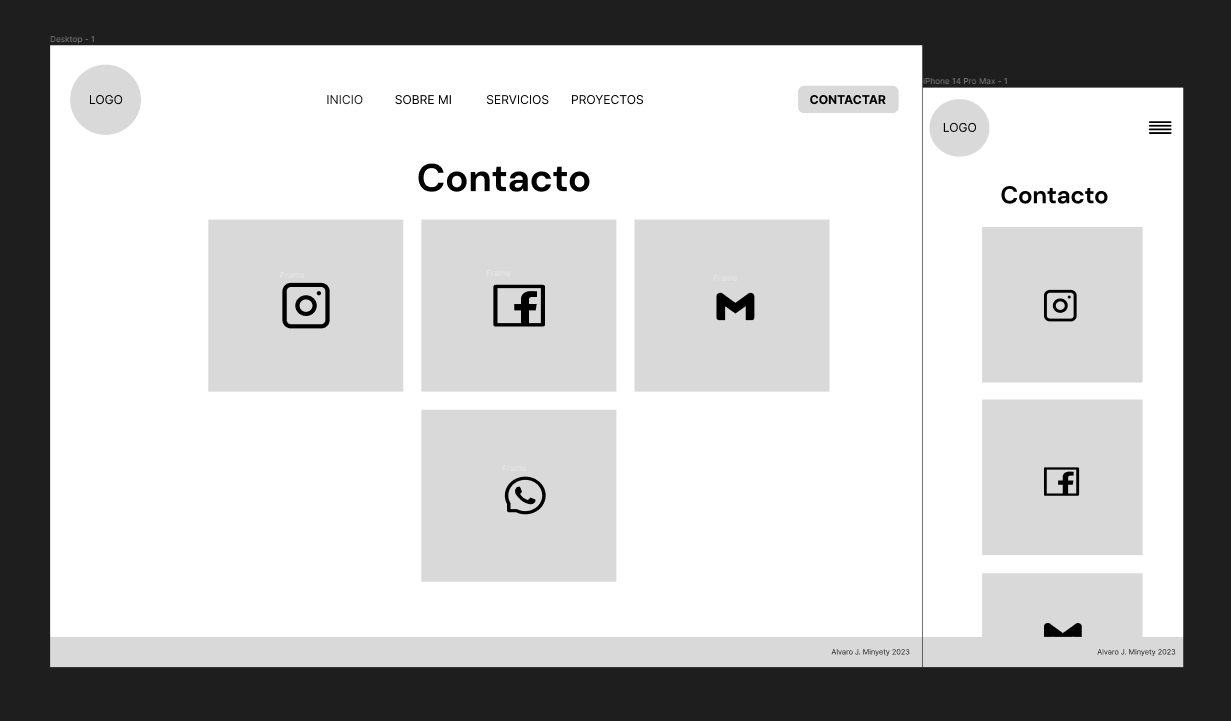 Desktop - 1
LOGO
INICIO SOBRE MI SERVICIOS PROYECTOS
CONTACTAR
Contacto
Frame
Frame
Frame
Frame
Alvaro J. Minyety 2023
iPhone 14 Pro Max - 1
LOGO
Contacto
Alvaro J. Minyety 2023